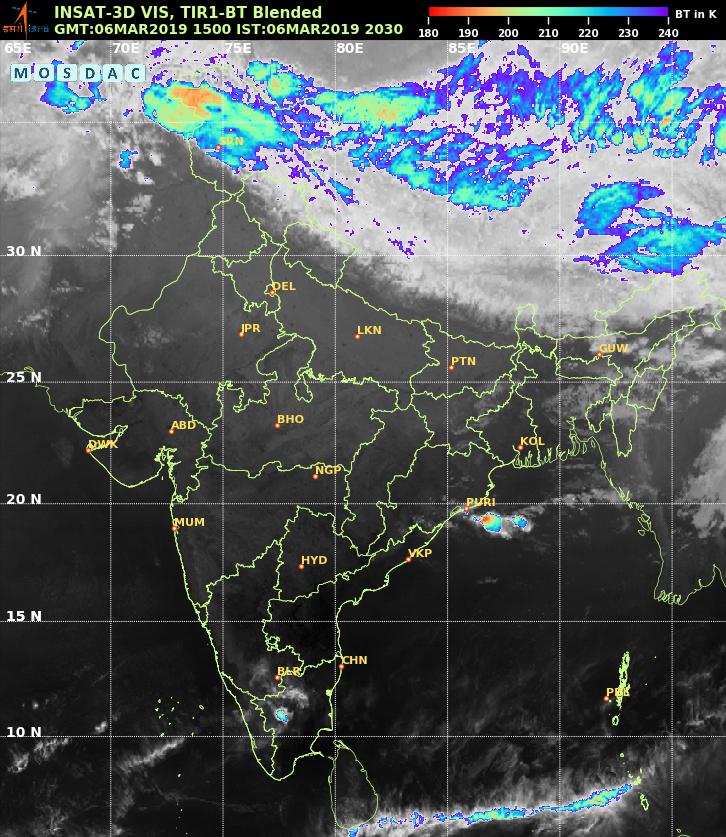 INSAT-3D VIS, TIR1-BT Blended
GMT:06MAR2019 1500 IST:06MAR2019 2030
BT in K
180 190 200 210 220 230 240
65E 70E 75E 80E 85E 90E
MOSDAC
SRN
30 N
DEL
JPR
LKN
GUW
PTN
25 N
ABD
BHO
DWK
KOL
NGP
20 N
PURI
MUM
HYD
VKP
15 N
BLR
CHN
PBL
10 N